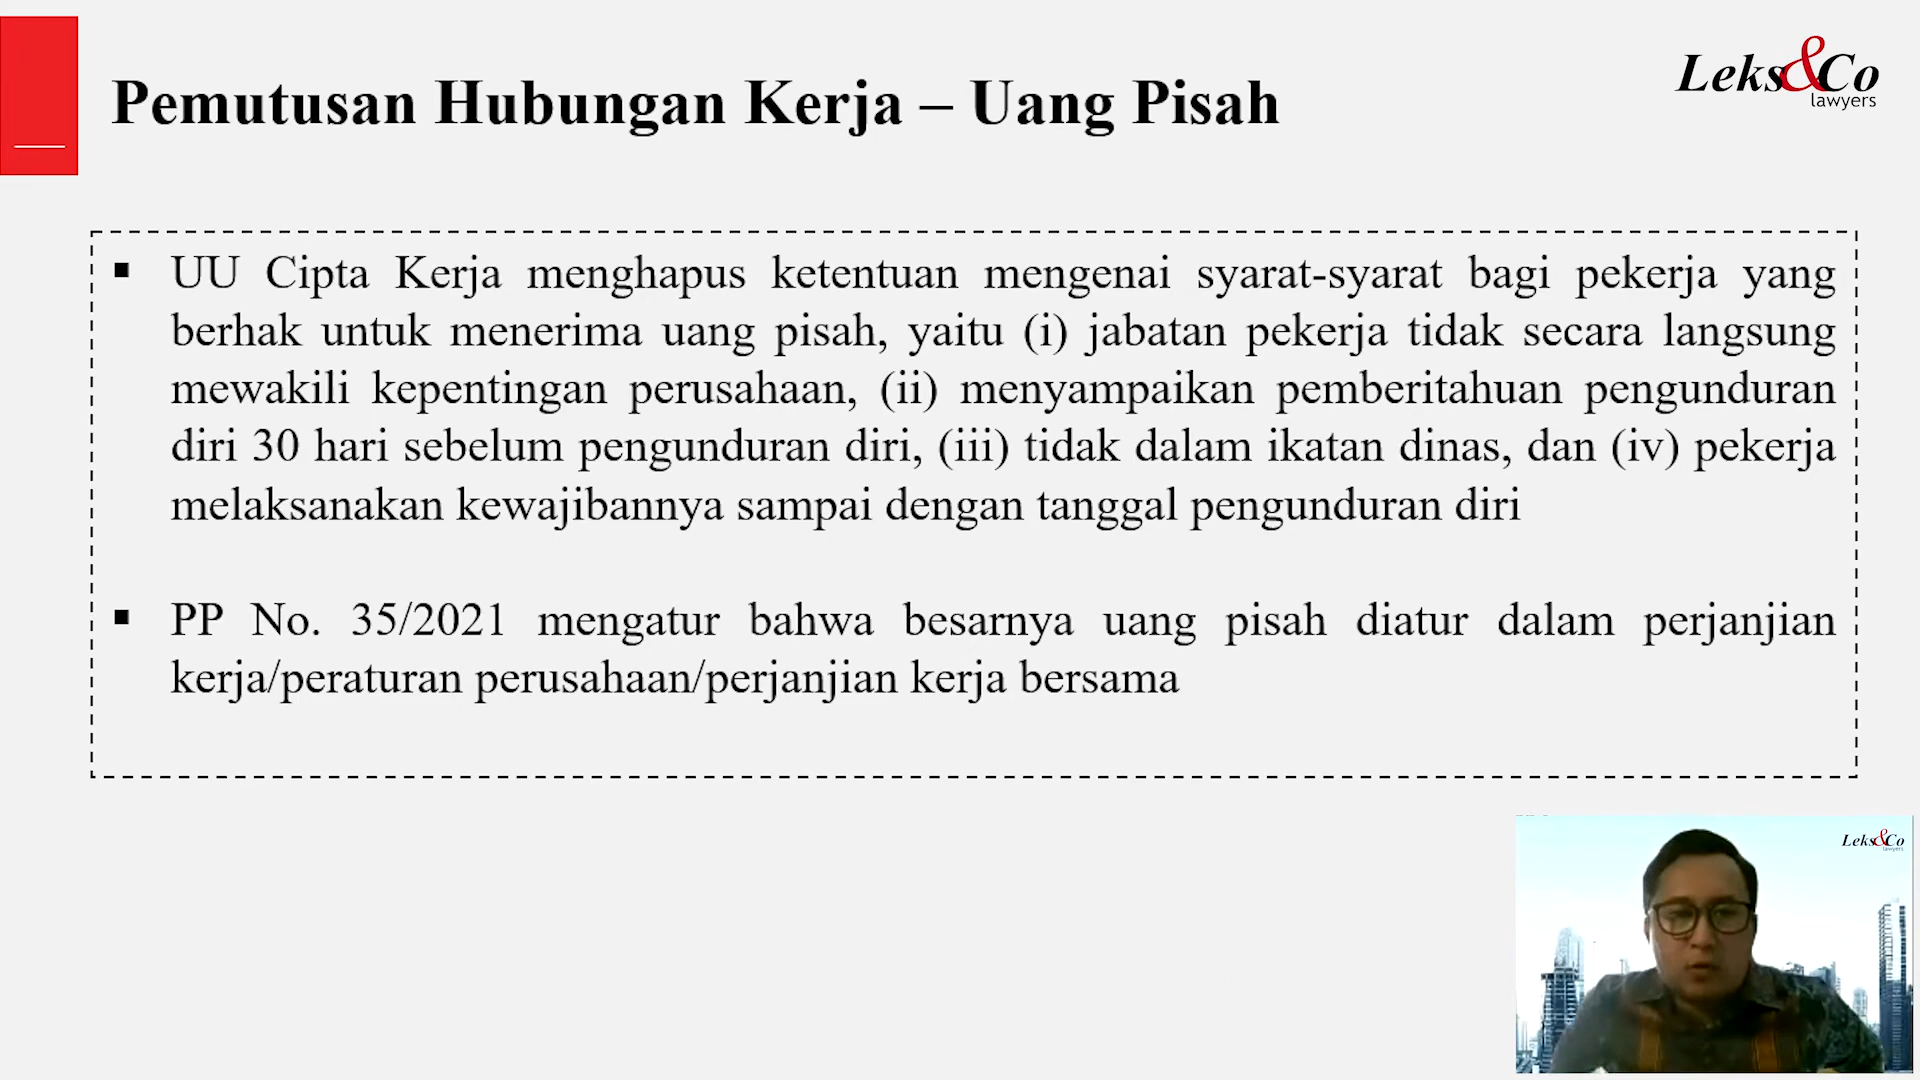 Pemutusan Hubungan Kerja – Uang Pisah
Leks&Co
lawyers
▪ UU Cipta Kerja menghapus ketentuan mengenai syarat-syarat bagi pekerja yang
berhak untuk menerima uang pisah, yaitu (i) jabatan pekerja tidak secara langsung
mewakili kepentingan perusahaan, (ii) menyampaikan pemberitahuan pengunduran
diri 30 hari sebelum pengunduran diri, (iii) tidak dalam ikatan dinas, dan (iv) pekerja
melaksanakan kewajibannya sampai dengan tanggal pengunduran diri
▪ PP No. 35/2021 mengatur bahwa besarnya uang pisah diatur dalam perjanjian
kerja/peraturan perusahaan/perjanjian kerja bersama
Leks&Co
lawyers